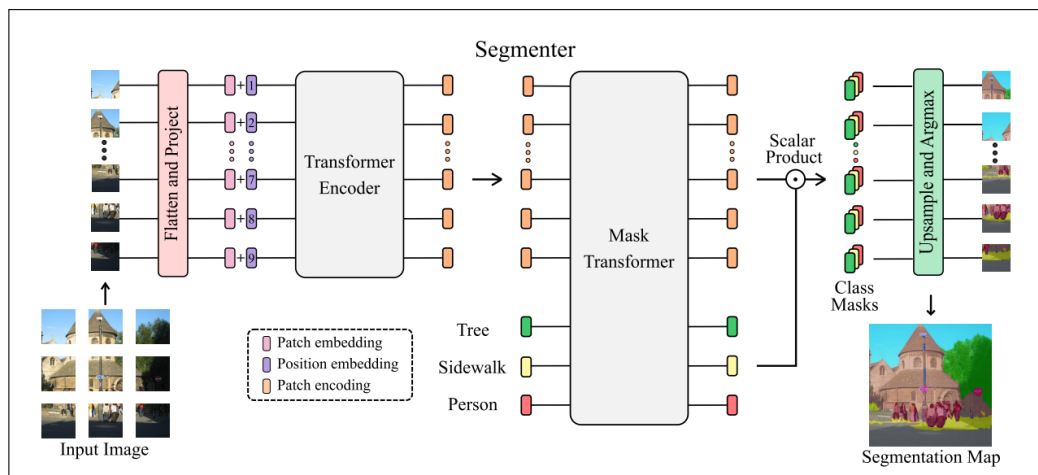 Segmenter
Flatten and Project
+ 1
+ 2
+ 7
+ 8
+ 9
Transformer
Encoder
Mask
Transformer
Scalar
Product
Upsample and Argmax
Class
Masks
Tree
Sidewalk
Person
Patch embedding
Position embedding
Patch encoding
Input Image
Segmentation Map